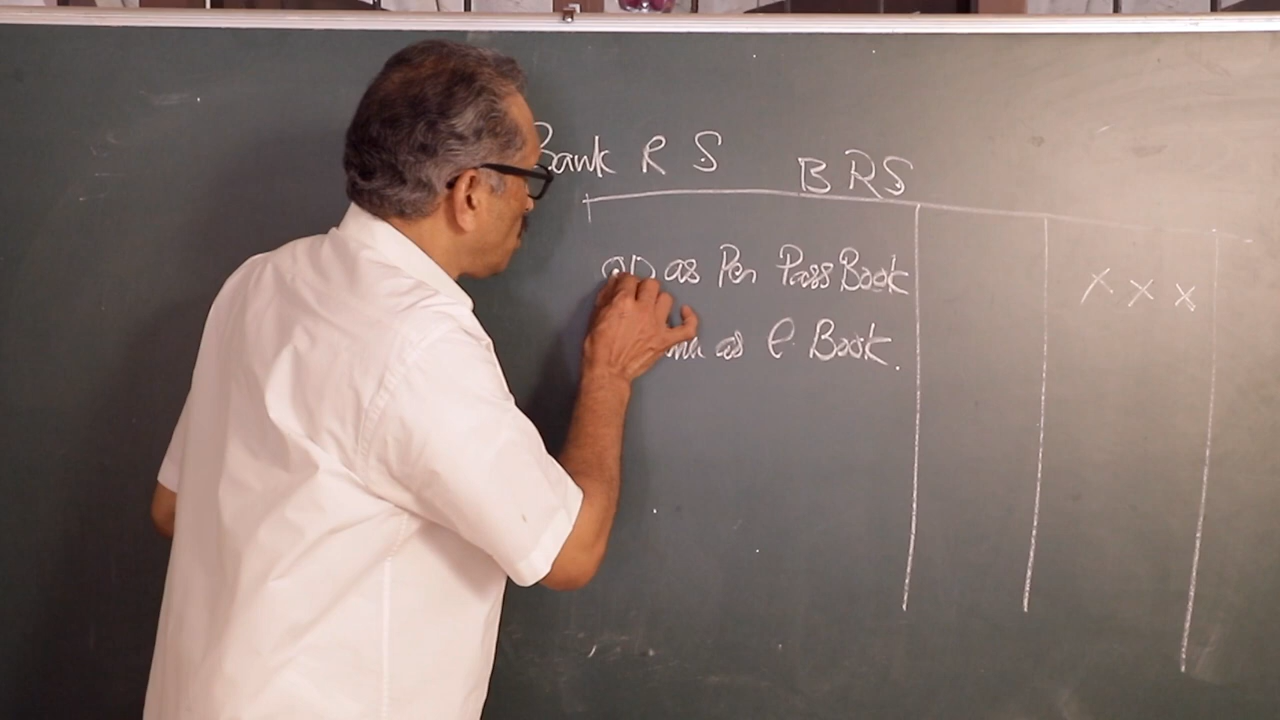 Bank R S BRS
OD as Per Pass Book
as C Book.
X X X